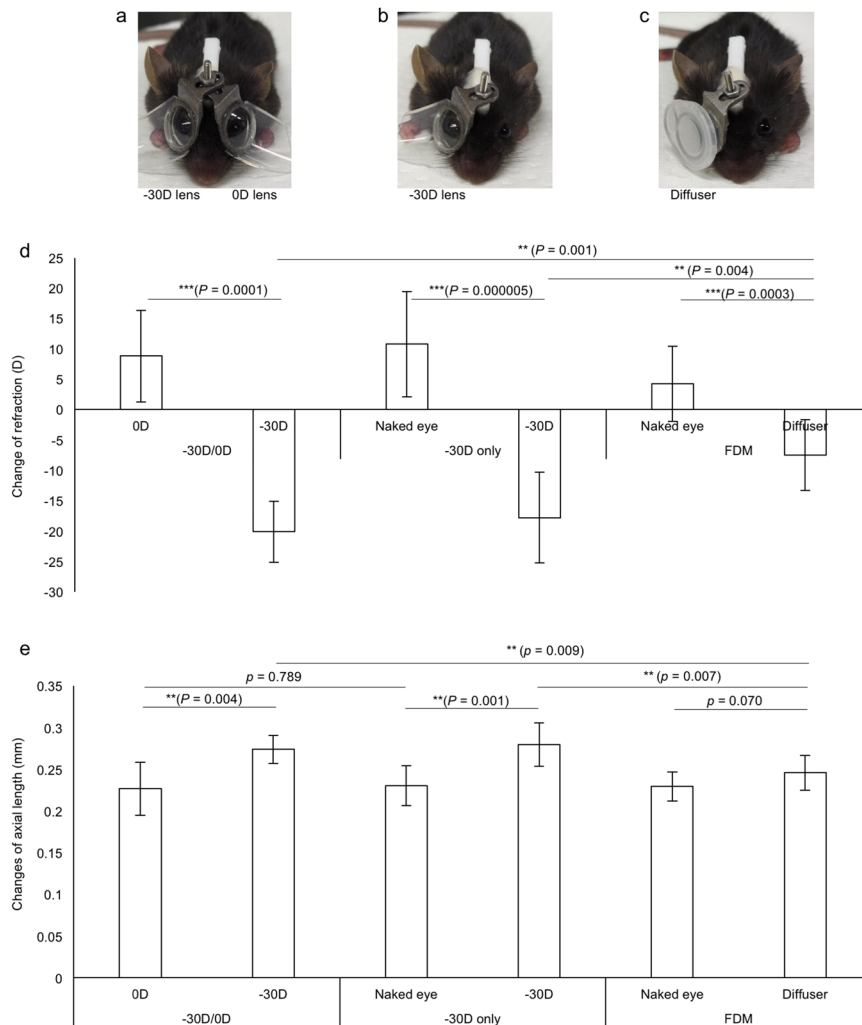 a
b
c
-30D lens 0D lens
-30D lens
Diffuser
d
Change of refraction (D)
25
20
15
10
5
0
-5
-10
-15
-20
-25
-30
** (P = 0.001)
** (P = 0.004)
***(P = 0.0001)
***(P = 0.000005)
***(P = 0.0003)
0D -30D Naked eye -30D Naked eye Diffuser
-30D/0D -30D only FDM
e
Changes of axial length (mm)
0.35
0.3
0.25
0.2
0.15
0.1
0.05
0
** (p = 0.009)
p = 0.789
** (p = 0.007)
**(P = 0.004)
**(P = 0.001)
p = 0.070
0D -30D Naked eye -30D Naked eye Diffuser
-30D/0D -30D only FDM